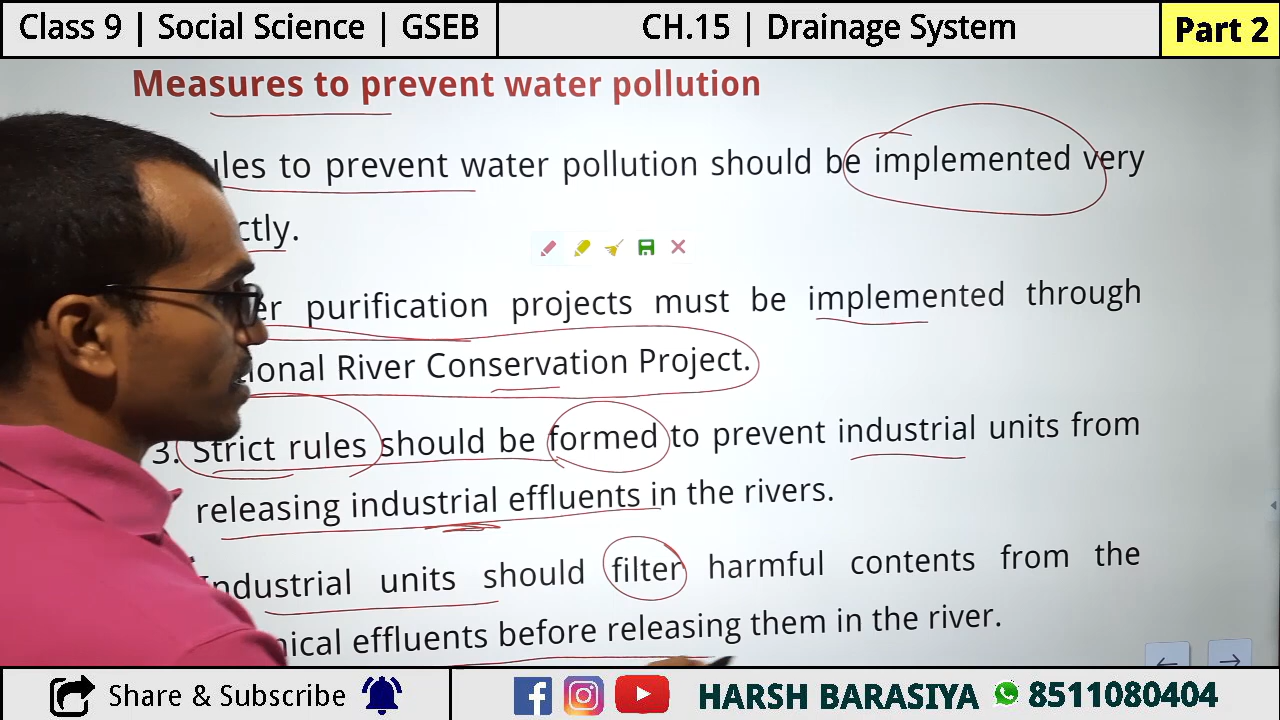 Class 9 | Social Science | GSEB
CH.15 | Drainage System
Part 2
Measures to prevent water pollution
ules to prevent water pollution should be implemented very
ctly.
er purification projects must be implemented through
tional River Conservation Project.
3. Strict rules should be formed to prevent industrial units from
releasing industrial effluents in the rivers.
Industrial units should filter harmful contents from the
nical effluents before releasing them in the river.
Share & Subscribe
HARSH BARASIYA 8511080404